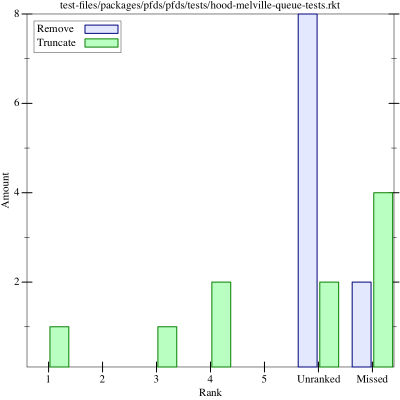 test-files/packages/pfds/pfds/tests/hood-melville-queue-tests.rkt
Remove
Truncate
8
6
4
2
Amount
1 2 3 4 5 Unranked Missed
Rank